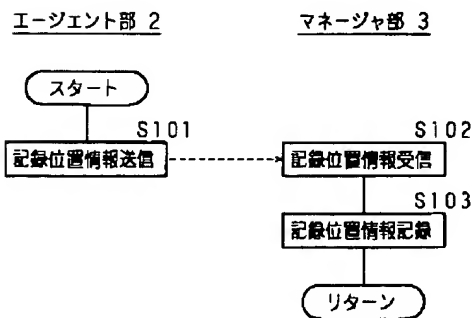 エージェント部 2
マネージャ部 3
スタート
S101
記録位置情報送信
S102
記録位置情報受信
S103
記録位置情報記録
リターン